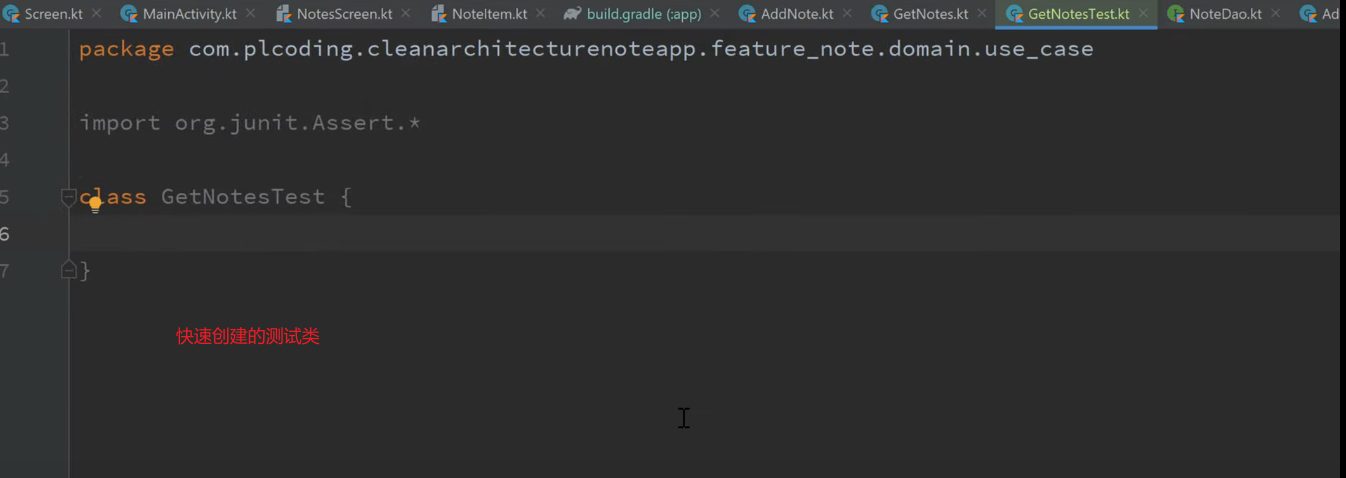 Screen.kt MainActivity.kt NotesScreen.kt NoteItem.kt build.gradle (:app) AddNote.kt GetNotes.kt GetNotesTest.kt NoteDao.kt Ad
1 package com.plcoding.cleanarchitecturenoteapp.feature_note.domain.use_case
2
3 import org.junit.Assert.*
4
5 class GetNotesTest {
6
7 }
快速创建的测试类